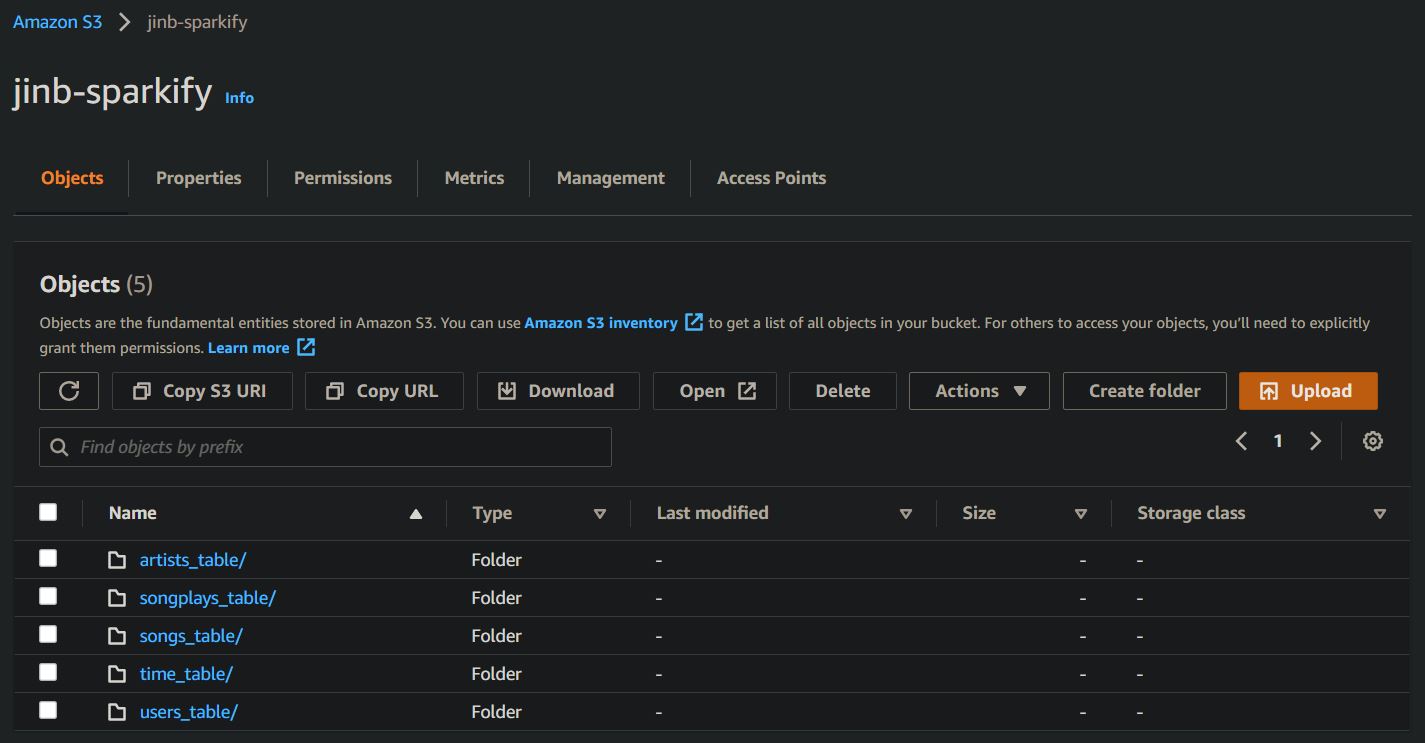 Amazon S3 > jinb-sparkify
jinb-sparkify Info
Objects Properties Permissions Metrics Management Access Points
Objects (5)
Objects are the fundamental entities stored in Amazon S3. You can use Amazon S3 inventory to get a list of all objects in your bucket. For others to access your objects, you'll need to explicitly
grant them permissions. Learn more
Copy S3 URI Copy URL Download Open Delete Actions Create folder Upload
Find objects by prefix
1
Name Type Last modified Size Storage class
artists_table/ Folder - - -
songplays_table/ Folder - - -
songs_table/ Folder - - -
time_table/ Folder - - -
users_table/ Folder - - -